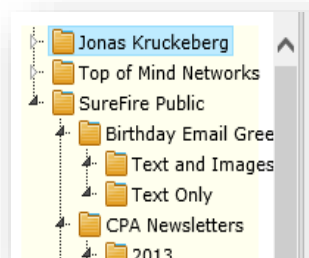 Jonas Kruckeberg
Top of Mind Networks
SureFire Public
Birthday Email Gree
Text and Images
Text Only
CPA Newsletters
2013